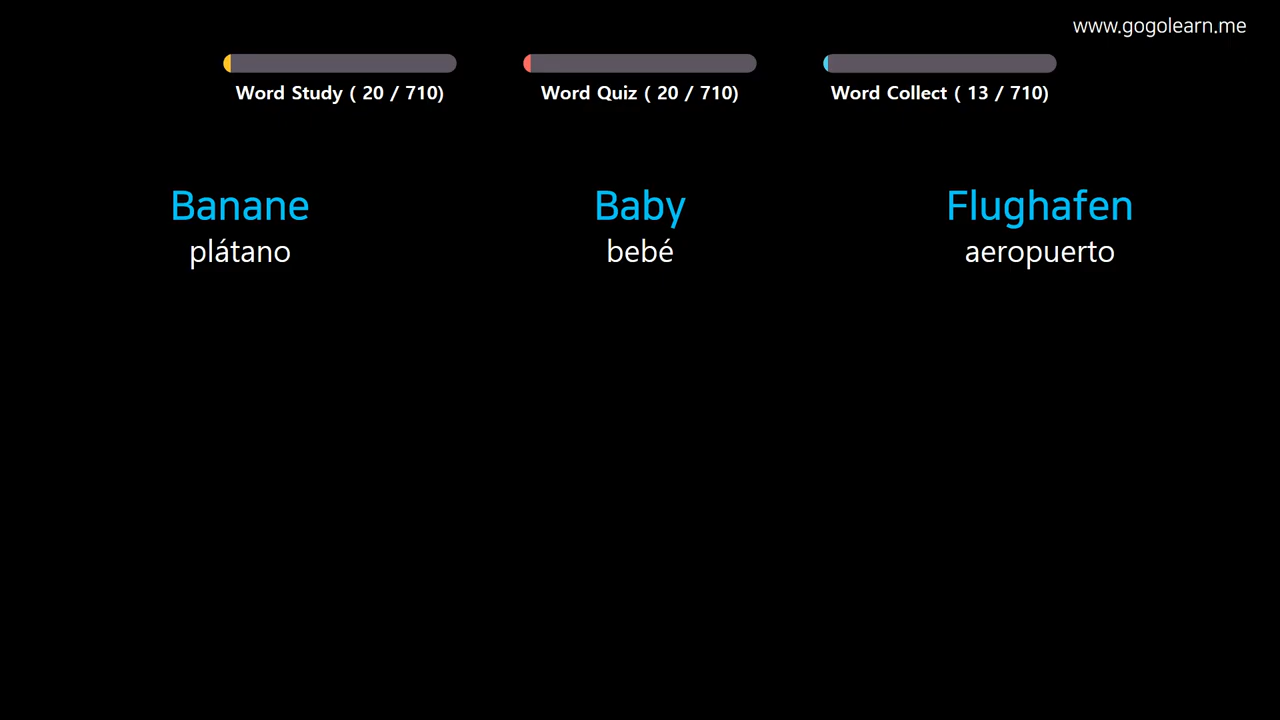 www.gogolearn.me
Word Study ( 20 / 710)
Word Quiz ( 20 / 710)
Word Collect ( 13 / 710)
Banane
plátano
Baby
bebé
Flughafen
aeropuerto